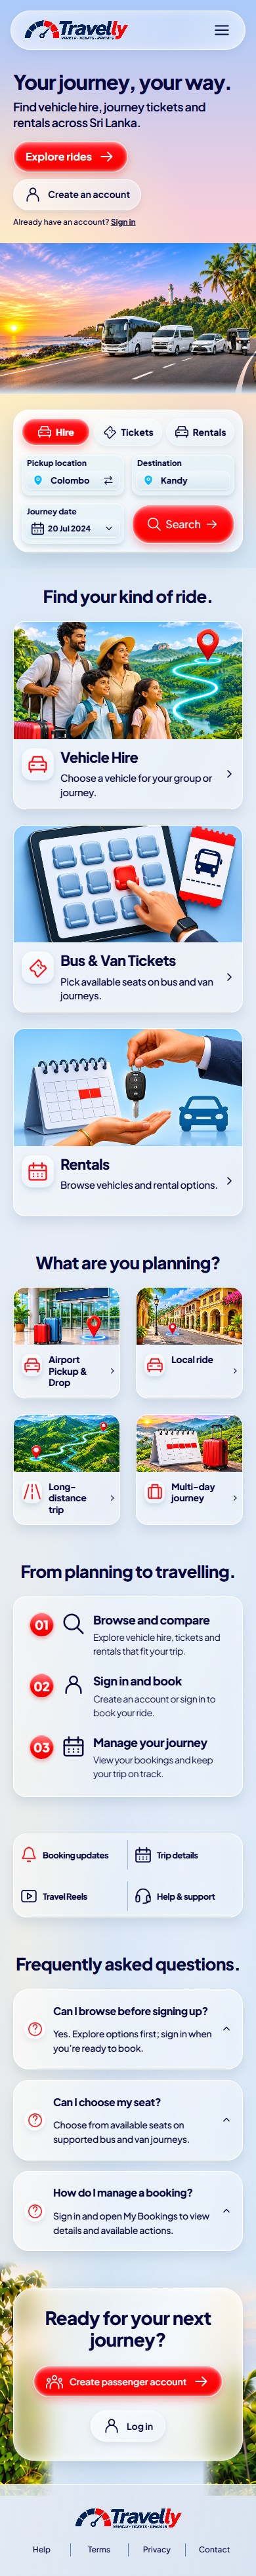 Travelly
VEHICLE · TICKETS · RENTALS
Your journey, your way.
Find vehicle hire, journey tickets and
rentals across Sri Lanka.
Explore rides
Create an account
Already have an account? Sign in
Hire
Tickets
Rentals
Pickup location
Destination
Colombo
Kandy
Journey date
20 Jul 2024
Search
Find your kind of ride.
Vehicle Hire
Choose a vehicle for your group or
journey.
Bus & Van Tickets
Pick available seats on bus and van
journeys.
Rentals
Browse vehicles and rental options.
What are you planning?
Airport
Pickup &
Drop
Local ride
Long-
distance
trip
Multi-day
journey
From planning to travelling.
01
Browse and compare
Explore vehicle hire, tickets and
rentals that fit your trip.
02
Sign in and book
Create an account or sign in to
book your ride.
03
Manage your journey
View your bookings and keep
your trip on track.
Booking updates
Trip details
Travel Reels
Help & support
Frequently asked questions.
Can I browse before signing up?
Yes. Explore options first; sign in when
you're ready to book.
Can I choose my seat?
Choose from available seats on
supported bus and van journeys.
How do I manage a booking?
Sign in and open My Bookings to view
details and available actions.
Ready for your next
journey?
Create passenger account
Log in
Travelly
VEHICLE · TICKETS · RENTALS
Help
Terms
Privacy
Contact